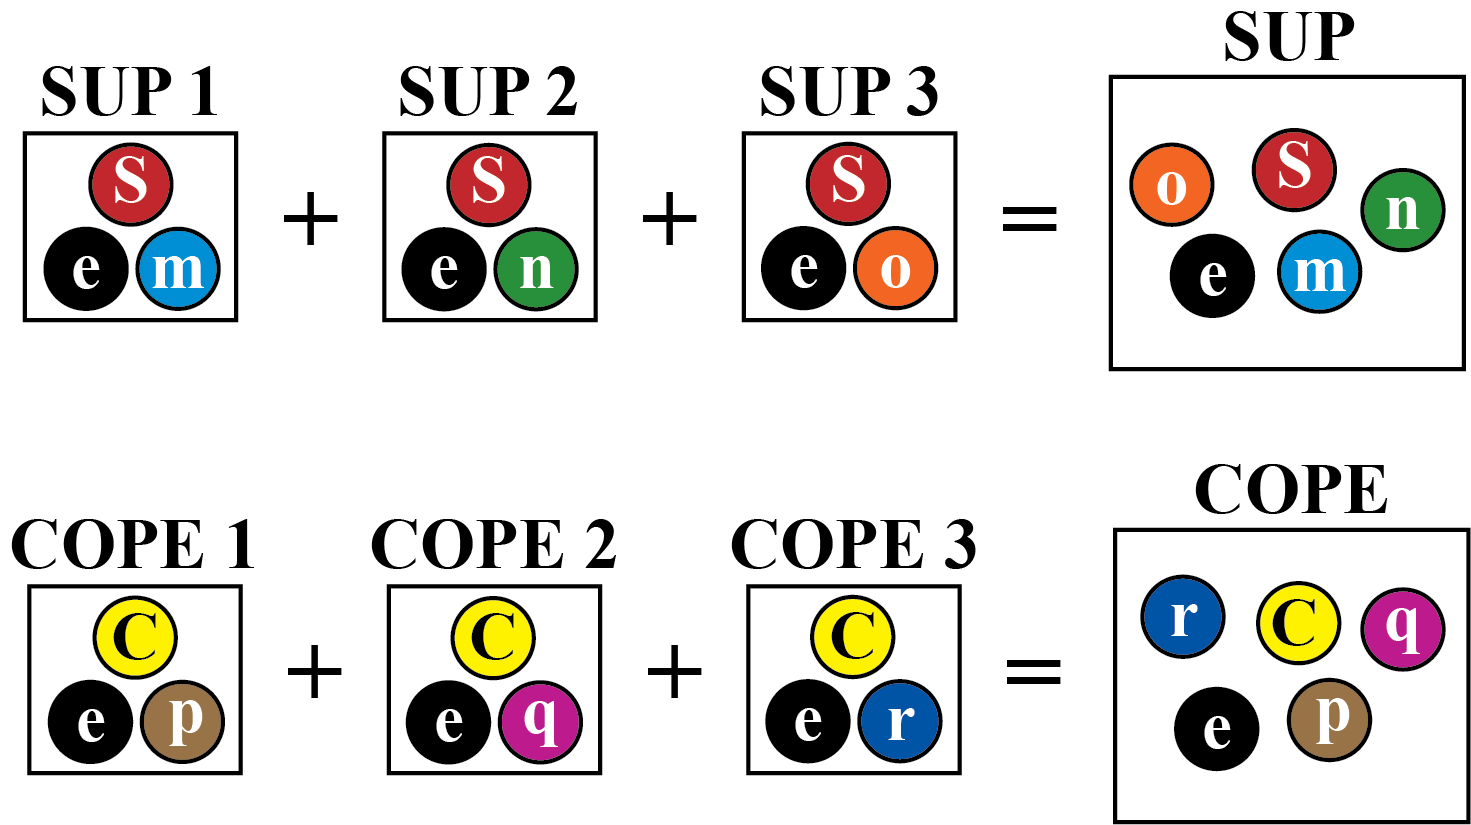 SUP
SUP 1 SUP 2 SUP 3
S S S o S n
+ + =
e m e n e o e m
COPE
COPE 1 COPE 2 COPE 3
C C C r C q
+ + =
e p e q e r e p